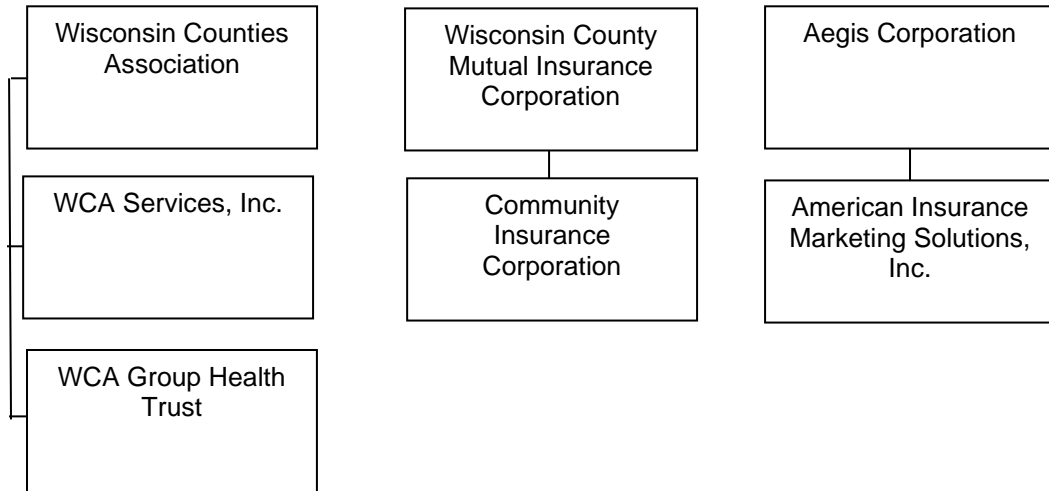 Wisconsin Counties
Association
Wisconsin County
Mutual Insurance
Corporation
Aegis Corporation
WCA Services, Inc.
Community
Insurance
Corporation
American Insurance
Marketing Solutions,
Inc.
WCA Group Health
Trust